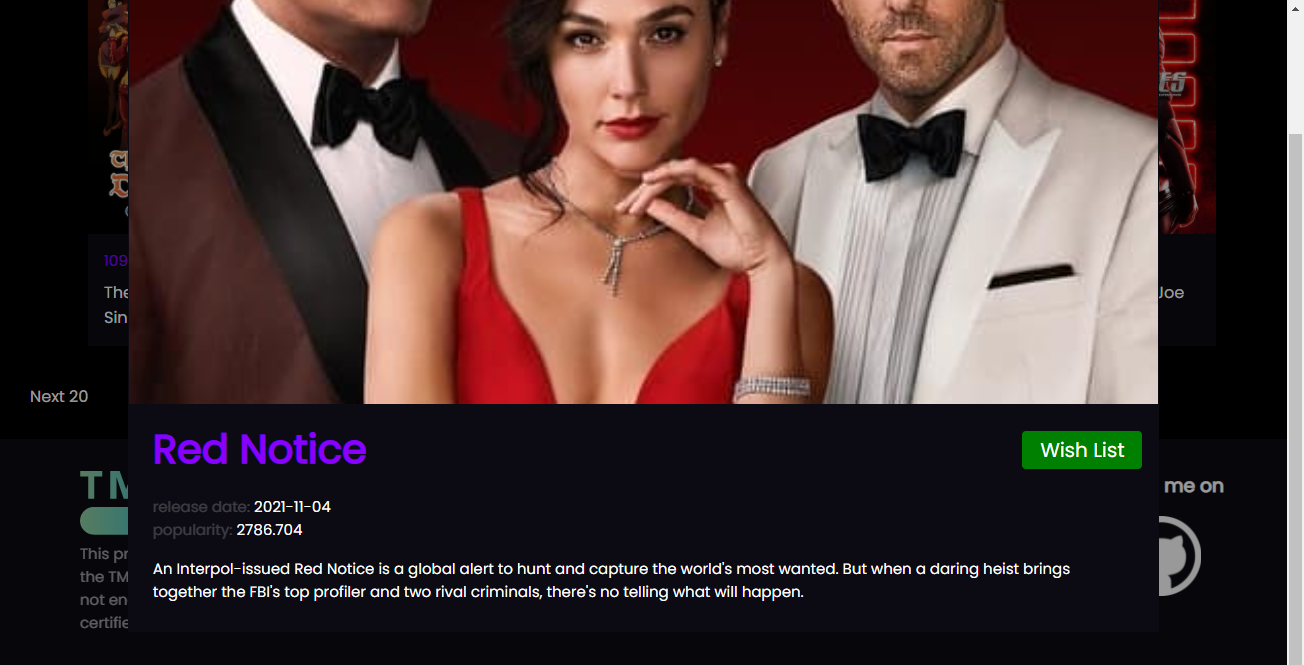 109
The
Sin
Joe
Next 20
Red Notice
Wish List
release date: 2021-11-04
popularity: 2786.704
An Interpol-issued Red Notice is a global alert to hunt and capture the world's most wanted. But when a daring heist brings
together the FBI's top profiler and two rival criminals, there's no telling what will happen.
TM
This pr
the TM
not en
certifie
me on